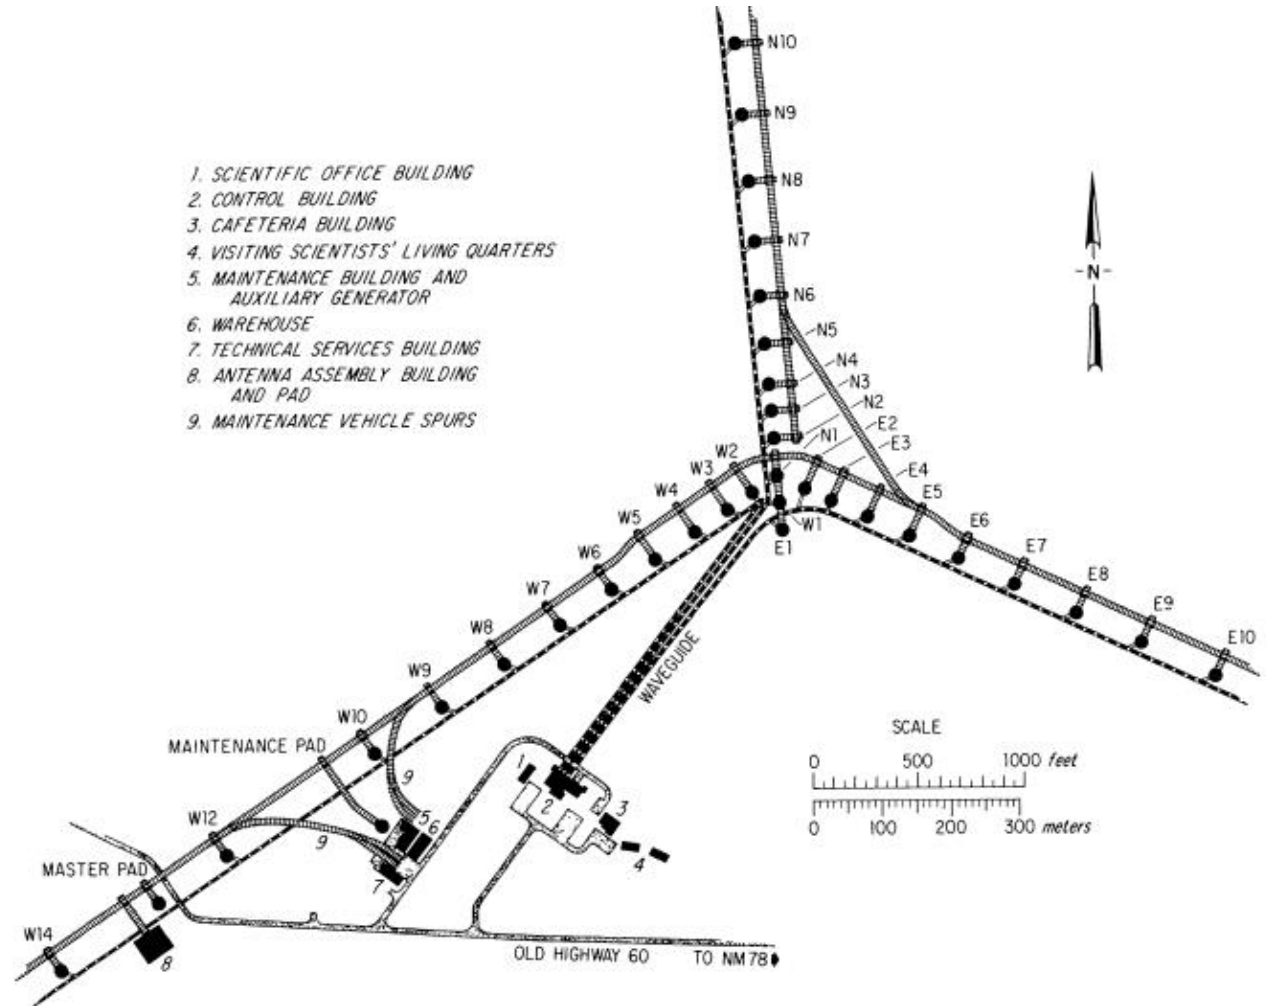 N10
N9
1. SCIENTIFIC OFFICE BUILDING
2. CONTROL BUILDING
3. CAFETERIA BUILDING
4. VISITING SCIENTISTS' LIVING QUARTERS
5. MAINTENANCE BUILDING AND
AUXILIARY GENERATOR
6. WAREHOUSE
7. TECHNICAL SERVICES BUILDING
8. ANTENNA ASSEMBLY BUILDING
AND PAD
9. MAINTENANCE VEHICLE SPURS
N8
N7
N6
N5
N4
N3
N2
N1
E2
E3
E4
E5
E6
E7
E8
E9
E10
-N-
W2
W3
W4
W5
W6
W7
W8
W9
W10
W1
E1
WAVEGUIDE
MAINTENANCE PAD
W12
MASTER PAD
W14
9
9
5
6
7
8
1
2
3
4
SCALE
0 500 1000 feet
0 100 200 300 meters
OLD HIGHWAY 60 TO NM 78